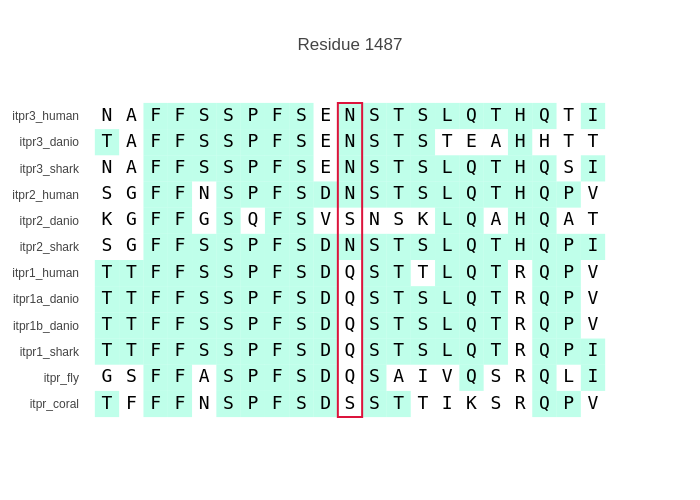 Residue 1487
itpr3_human N A F F S S P F S E N S T S L Q T H Q T I
itpr3_danio T A F F S S P F S E N S T S T E A H H T T
itpr3_shark N A F F S S P F S E N S T S L Q T H Q S I
itpr2_human S G F F N S P F S D N S T S L Q T H Q P V
itpr2_danio K G F F G S Q F S V S N S K L Q A H Q A T
itpr2_shark S G F F S S P F S D N S T S L Q T H Q P I
itpr1_human T T F F S S P F S D Q S T T L Q T R Q P V
itpr1a_danio T T F F S S P F S D Q S T S L Q T R Q P V
itpr1b_danio T T F F S S P F S D Q S T S L Q T R Q P V
itpr1_shark T T F F S S P F S D Q S T S L Q T R Q P I
itpr_fly G S F F A S P F S D Q S A I V Q S R Q L I
itpr_coral T F F F N S P F S D S S T T I K S R Q P V